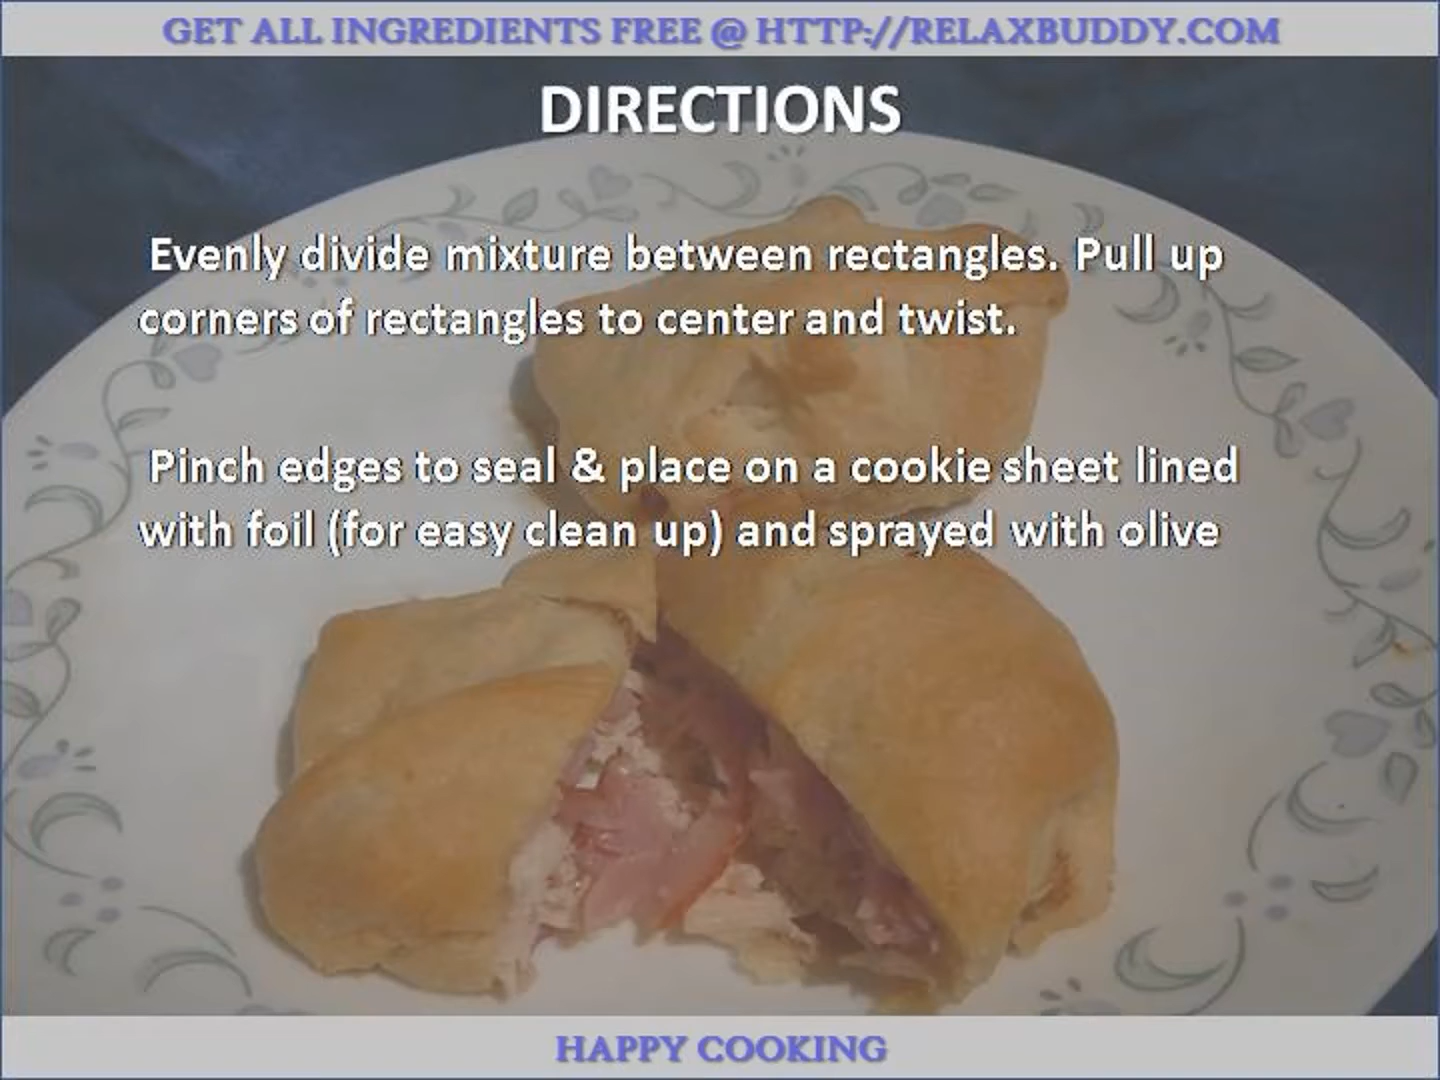 GET ALL INGREDIENTS FREE @ HTTP://RELAXBUDDY.COM
DIRECTIONS
Evenly divide mixture between rectangles. Pull up
corners of rectangles to center and twist.
Pinch edges to seal & place on a cookie sheet lined
with foil (for easy clean up) and sprayed with olive
HAPPY COOKING